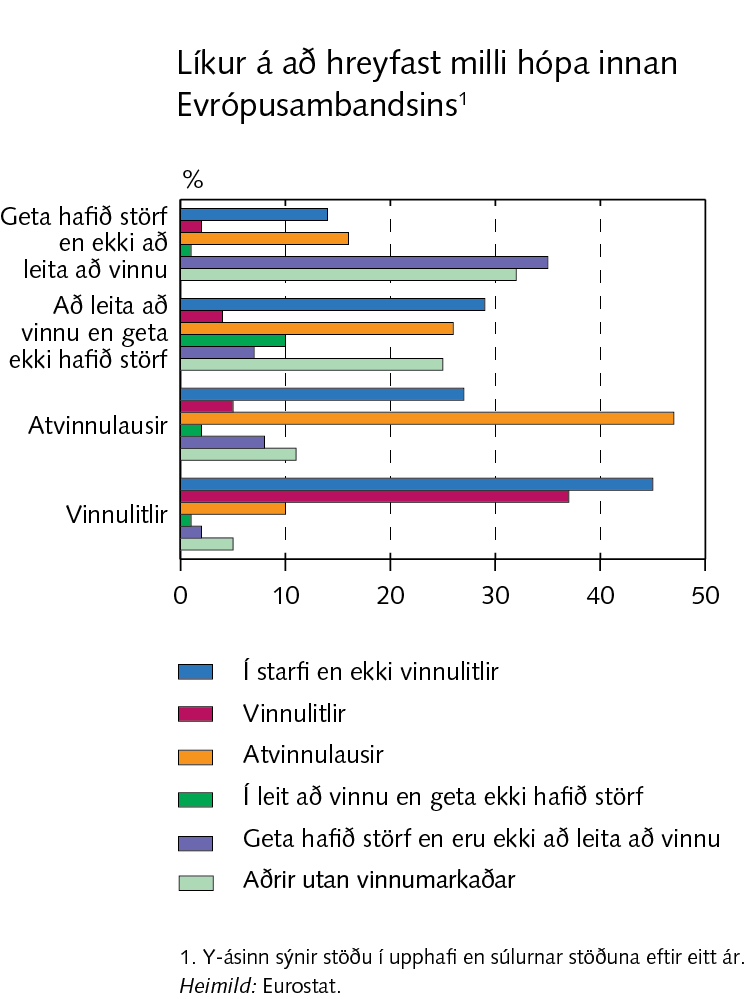 Líkur á að hreyfast milli hópa innan
Evrópusambandsins¹
%
Geta hafið störf
en ekki að
leita að vinnu
Að leita að
vinnu en geta
ekki hafið störf
Atvinnulausir
Vinnulitlir
0 10 20 30 40 50
Í starfi en ekki vinnulitlir
Vinnulitlir
Atvinnulausir
Í leit að vinnu en geta ekki hafið störf
Geta hafið störf en eru ekki að leita að vinnu
Aðrir utan vinnumarkaðar
1. Y-ásinn sýnir stöðu í upphafi en súlurnar stöðuna eftir eitt ár.
Heimild: Eurostat.